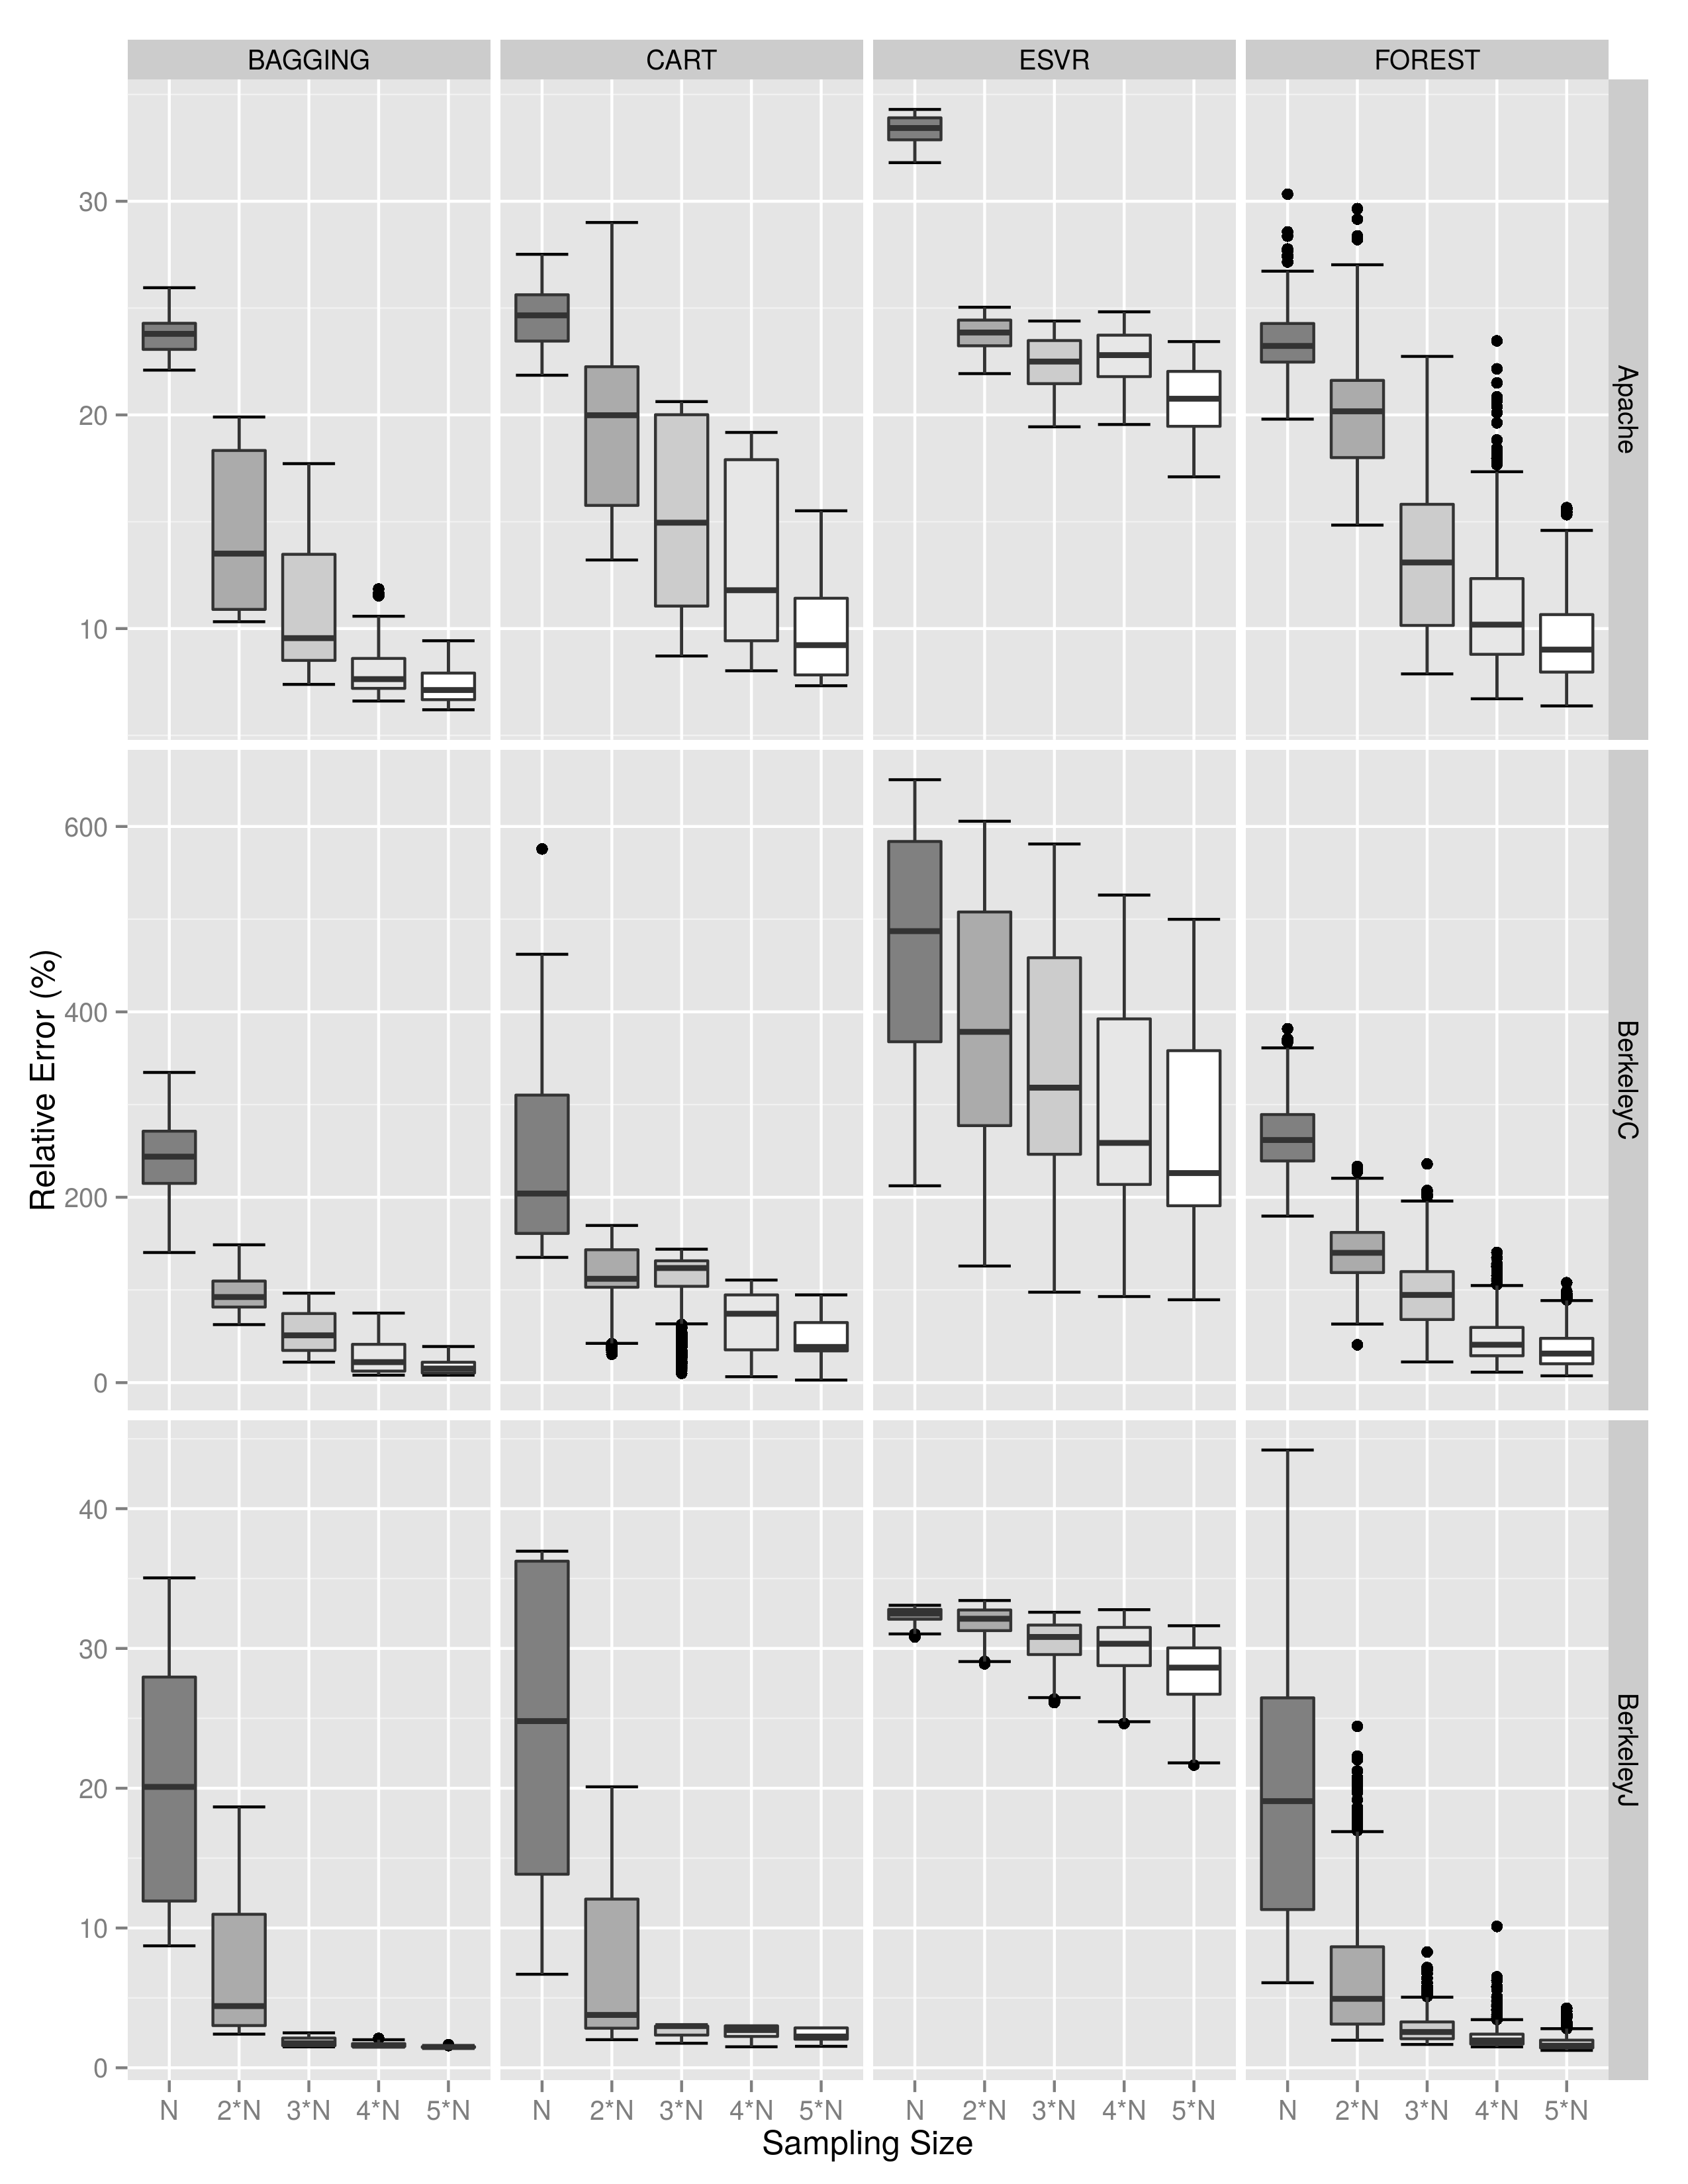 BAGGING CART ESVR FOREST
30
20
10
Apache
600
400
200
0
BerkeleyC
40
30
20
10
0
BerkeleyJ
Relative Error (%)
N 2*N 3*N 4*N 5*N N 2*N 3*N 4*N 5*N N 2*N 3*N 4*N 5*N N 2*N 3*N 4*N 5*N
Sampling Size